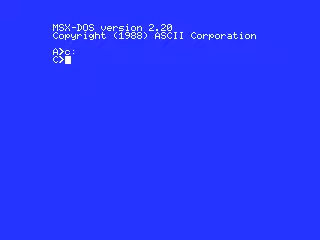 MSX-DOS version 2.20
Copyright (1988) ASCII Corporation
A>c:
C>